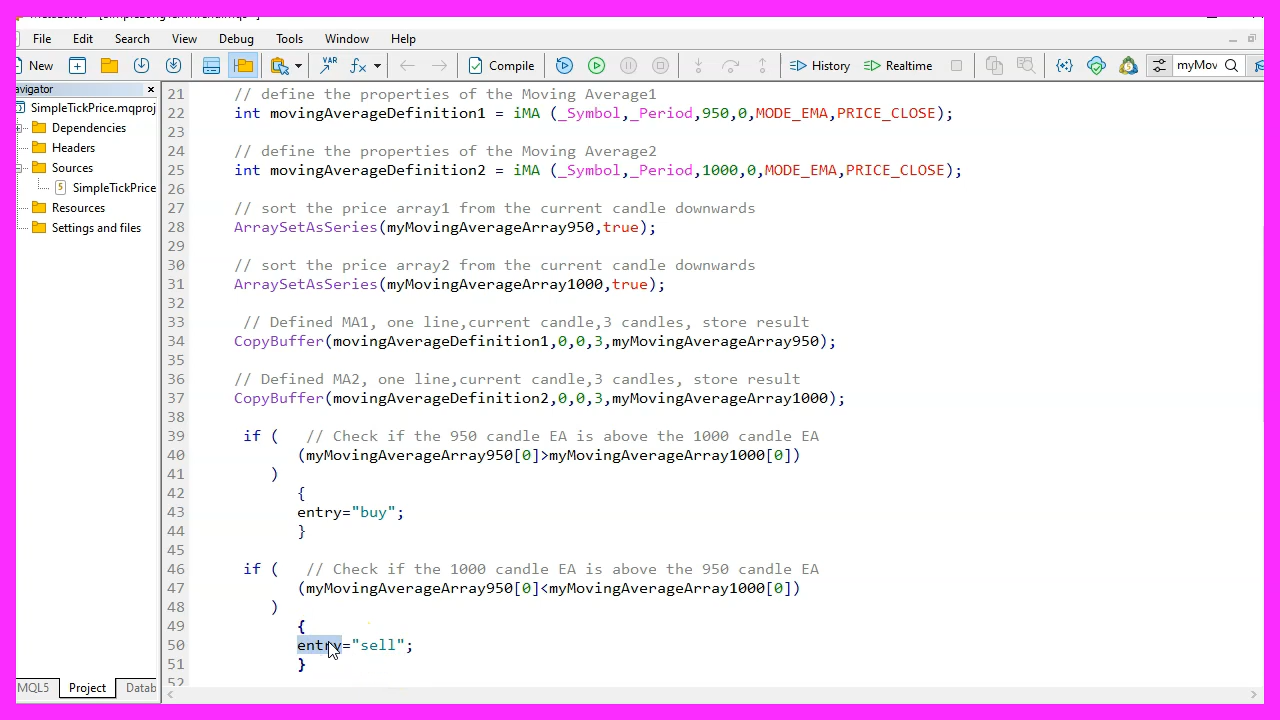 File Edit Search View Debug Tools Window Help
New VAR fx Compile History Realtime myMov
avigator
SimpleTickPrice.mqproj
Dependencies
Headers
Sources
SimpleTickPrice
Resources
Settings and files
21 // define the properties of the Moving Average1
22 int movingAverageDefinition1 = iMA (_Symbol,_Period,950,0,MODE_EMA,PRICE_CLOSE);
23
24 // define the properties of the Moving Average2
25 int movingAverageDefinition2 = iMA (_Symbol,_Period,1000,0,MODE_EMA,PRICE_CLOSE);
26
27 // sort the price array1 from the current candle downwards
28 ArraySetAsSeries(myMovingAverageArray950,true);
29
30 // sort the price array2 from the current candle downwards
31 ArraySetAsSeries(myMovingAverageArray1000,true);
32
33 // Defined MA1, one line,current candle,3 candles, store result
34 CopyBuffer(movingAverageDefinition1,0,0,3,myMovingAverageArray950);
35
36 // Defined MA2, one line,current candle,3 candles, store result
37 CopyBuffer(movingAverageDefinition2,0,0,3,myMovingAverageArray1000);
38
39 if ( // Check if the 950 candle EA is above the 1000 candle EA
40 (myMovingAverageArray950[0]>myMovingAverageArray1000[0])
41 )
42 {
43 entry="buy";
44 }
45
46 if ( // Check if the 1000 candle EA is above the 950 candle EA
47 (myMovingAverageArray950[0]<myMovingAverageArray1000[0])
48 )
49 {
50 entry="sell";
51 }
52
MQL5 Project Datab